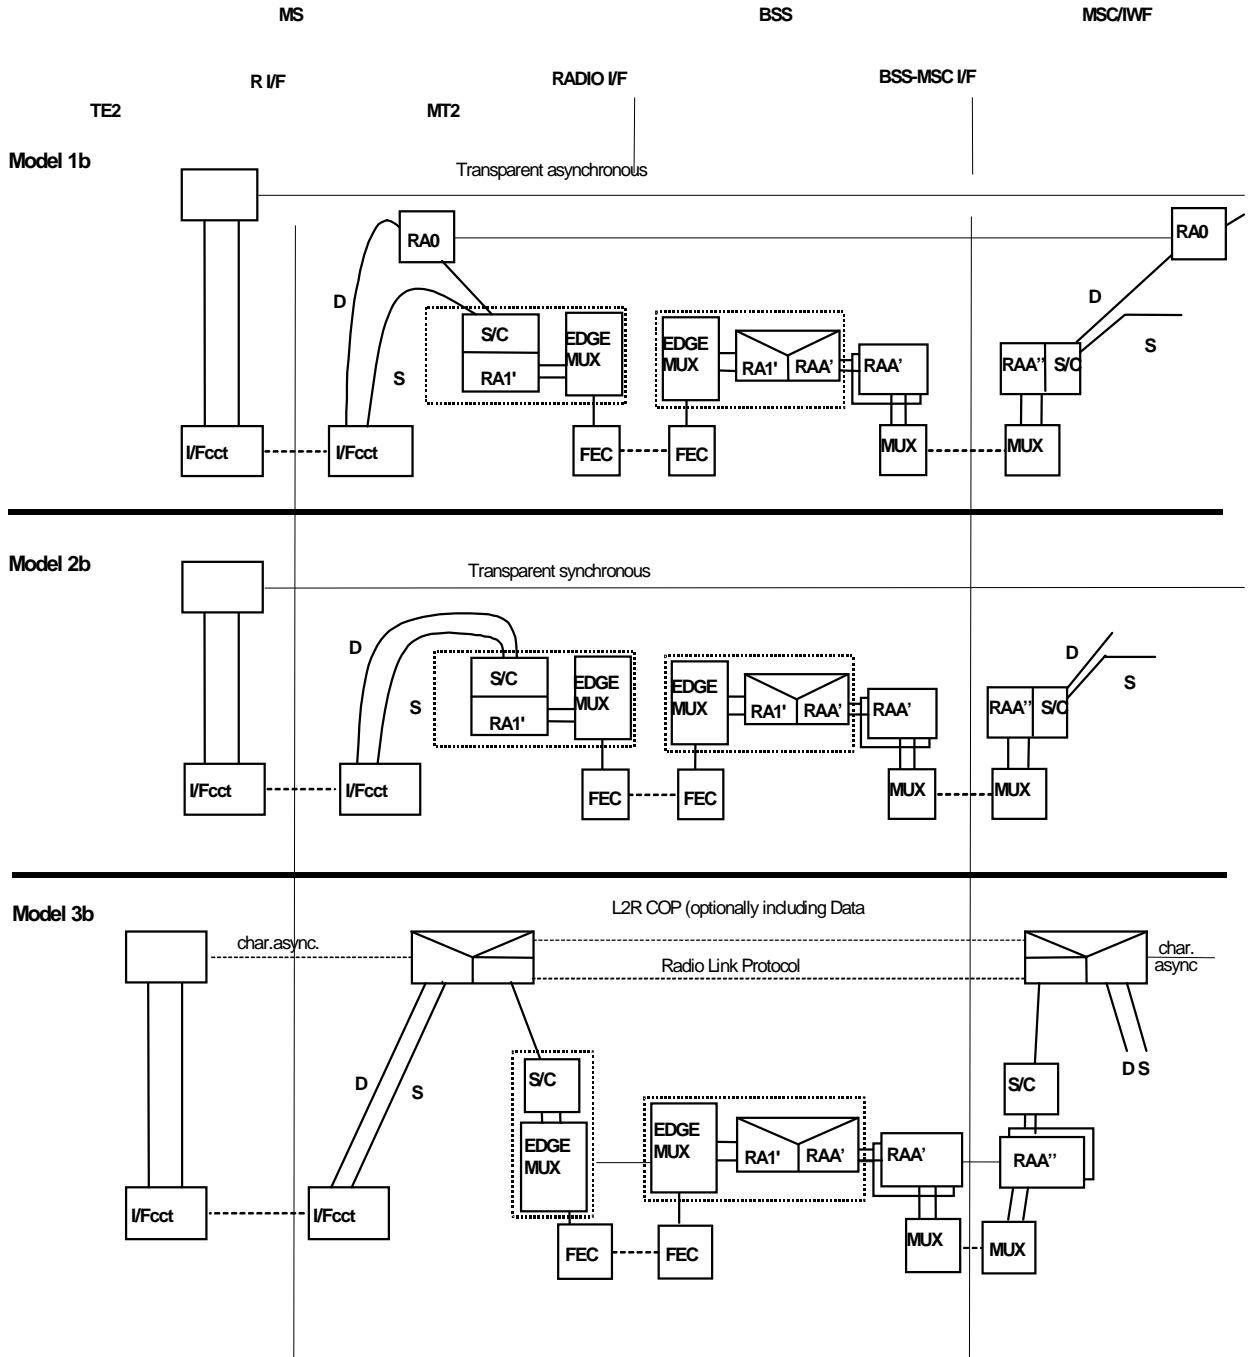 MS BSS MSC/IWF
R I/F RADIO I/F BSS-MSC I/F
TE2 MT2
Model 1b
Transparent asynchronous
RA0 RA0
D D
S/C EDGE MUX EDGE MUX RAA' RAA'' S/C S
S RA1' RA1' RAA'
I/Fcct I/Fcct FEC FEC MUX MUX
Model 2b
Transparent synchronous
D D
S/C EDGE MUX EDGE MUX S
S RA1' RA1' RAA' RAA' RAA'' S/C
I/Fcct I/Fcct FEC FEC MUX MUX
Model 3b
L2R COP (optionally including Data
char.async. char.
Radio Link Protocol async
D S S/C S/C D S
EDGE MUX EDGE MUX RA1' RAA' RAA' RAA''
I/Fcct I/Fcct FEC FEC MUX MUX